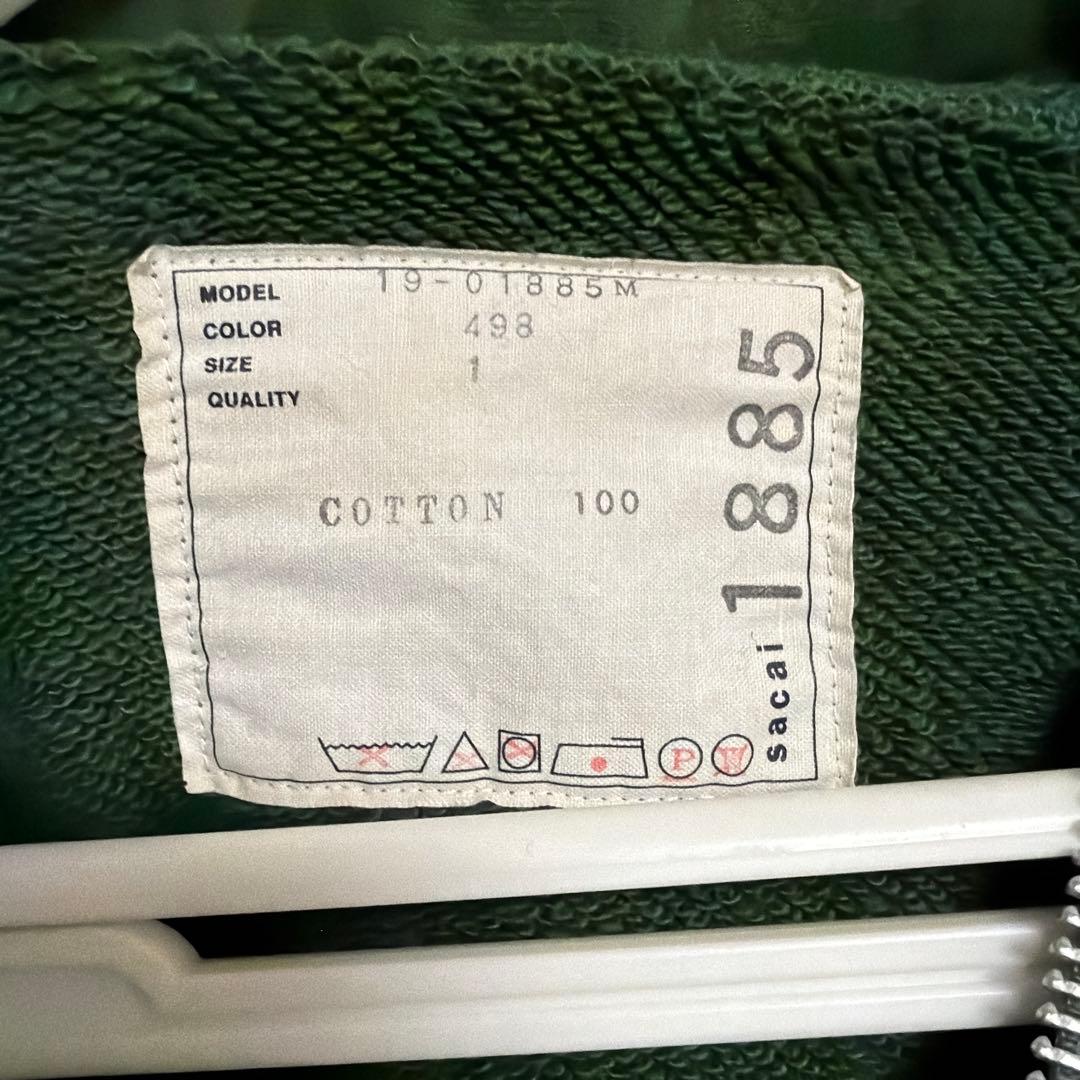 MODEL 19-01885M
COLOR 498
SIZE 1
QUALITY
COTTON 100
sacai 1885
P W